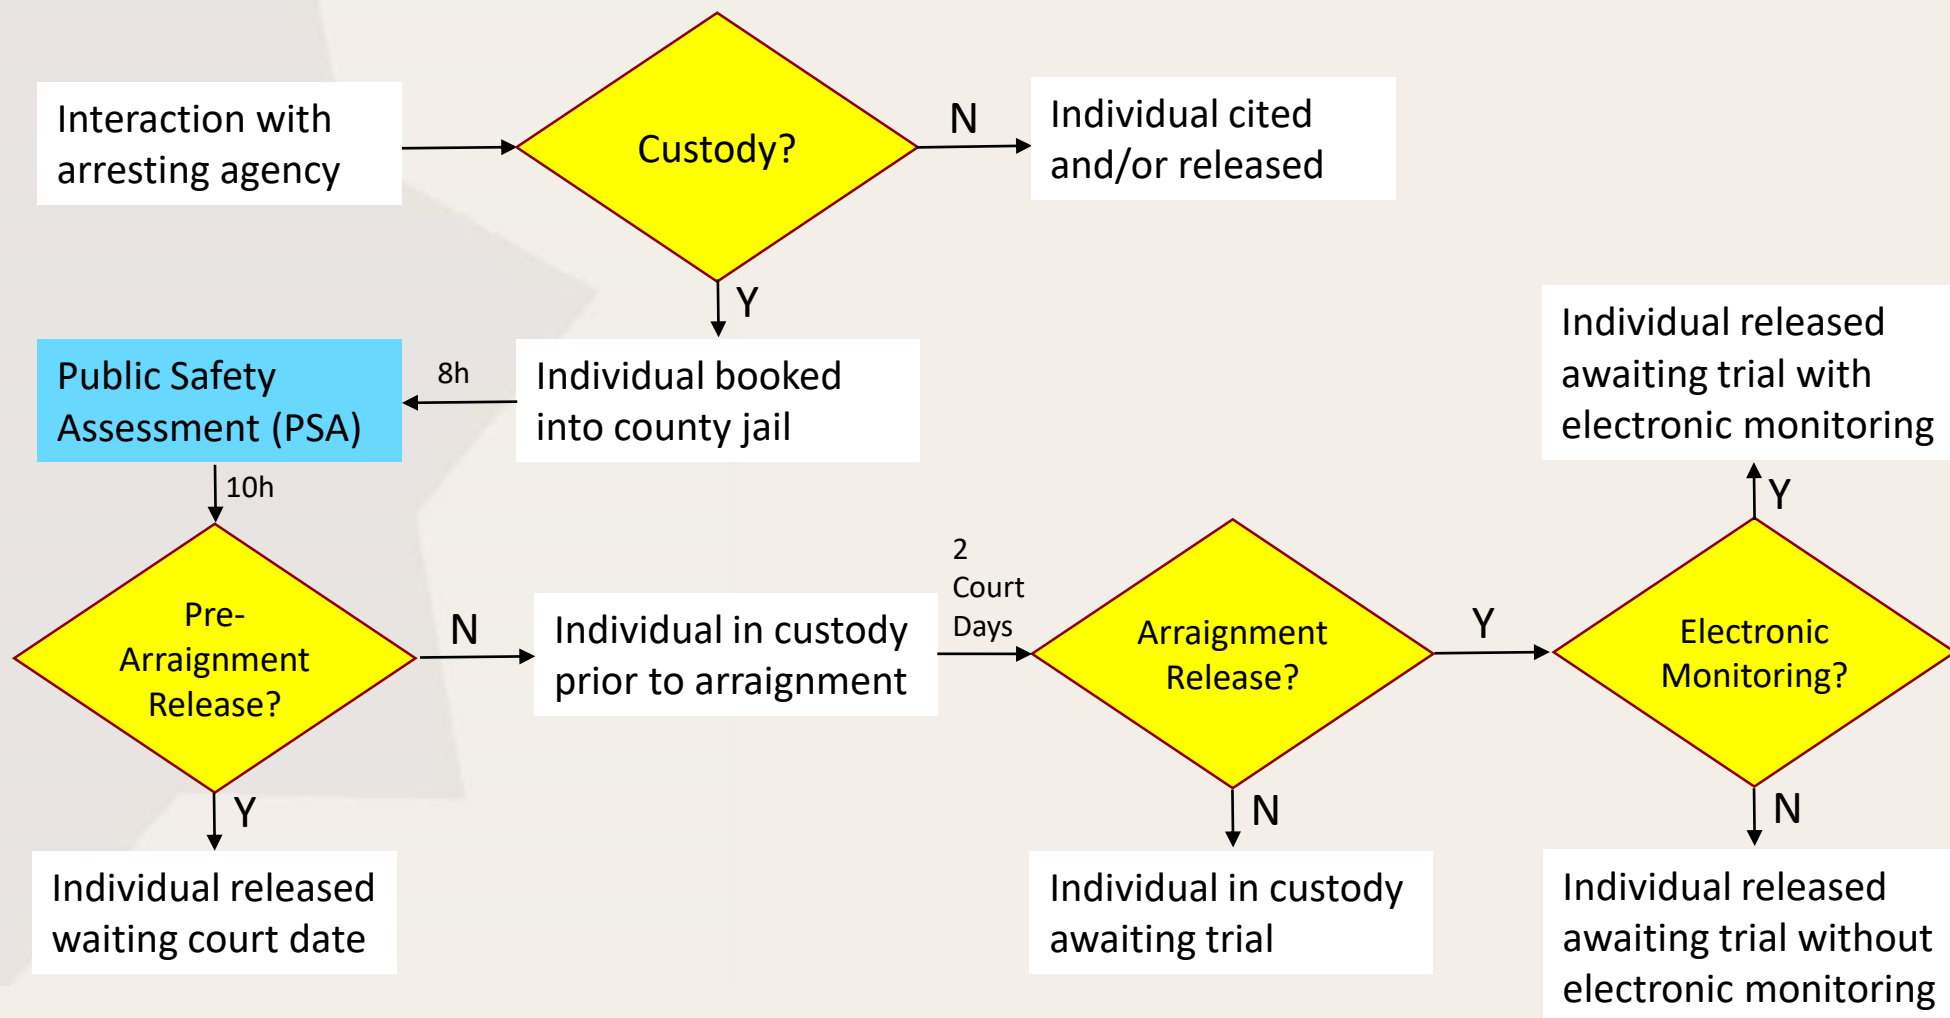 Interaction with
arresting agency
Custody?
N
Individual cited
and/or released
Y
Individual booked
into county jail
8h
Public Safety
Assessment (PSA)
10h
Pre-
Arraignment
Release?
Y
Individual released
waiting court date
N
Individual in custody
prior to arraignment
2
Court
Days
Arraignment
Release?
N
Individual in custody
awaiting trial
Y
Electronic
Monitoring?
Y
Individual released
awaiting trial with
electronic monitoring
N
Individual released
awaiting trial without
electronic monitoring